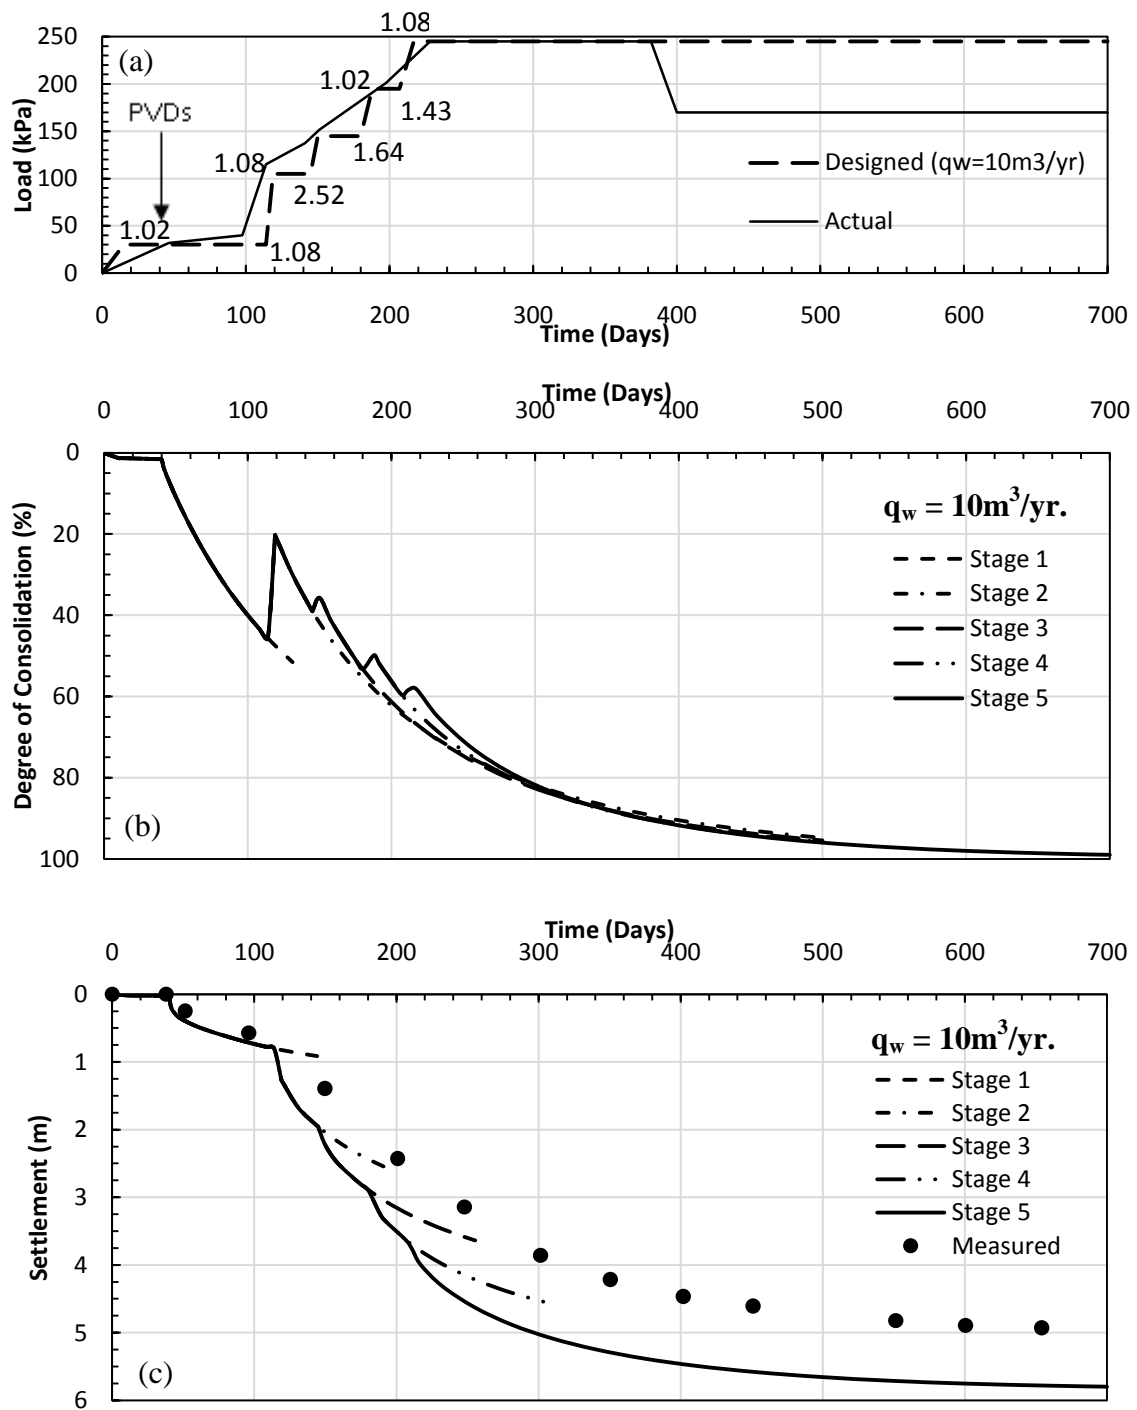 1.08
250
(a)
200
1.02
PVDs
1.43
150
1.64
1.08
Designed (qw=10m3/yr)
100
2.52
50
Actual
1.02
1.08
0
Load (kPa)
0 100 200 300 400 500 600 700
Time (Days)
Time (Days)
0 100 200 300 400 500 600 700
0
q_w = 10m³/yr.
20
Stage 1
Stage 2
40
Stage 3
Stage 4
60
Stage 5
80
(b)
100
Degree of Consolidation (%)
Time (Days)
0 100 200 300 400 500 600 700
0
q_w = 10m³/yr.
1
Stage 1
Stage 2
2
Stage 3
Stage 4
3
Stage 5
Measured
4
5
(c)
6
Settlement (m)